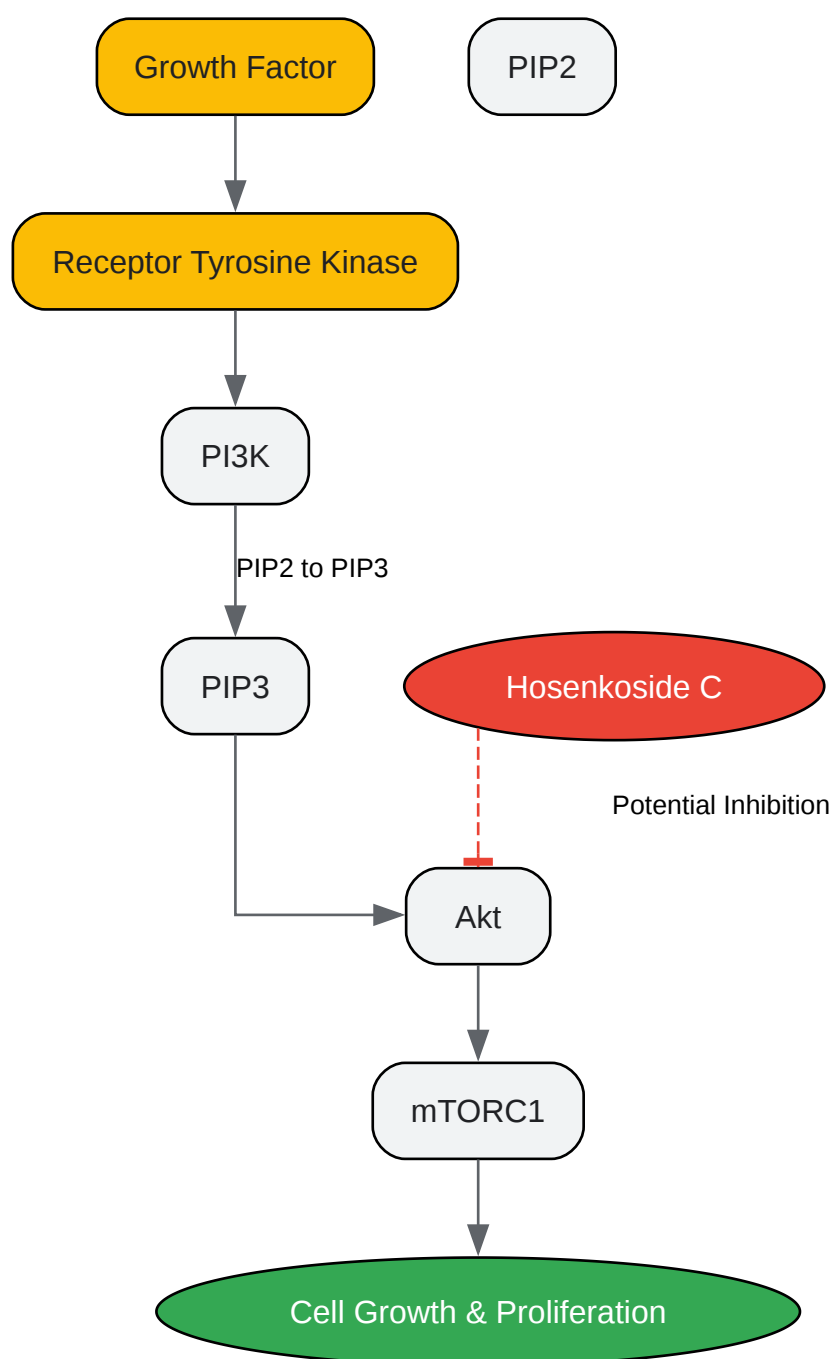 Growth Factor
PIP2
Receptor Tyrosine Kinase
PI3K
PIP2 to PIP3
PIP3
Hosenkoside C
Potential Inhibition
Akt
mTORC1
Cell Growth & Proliferation